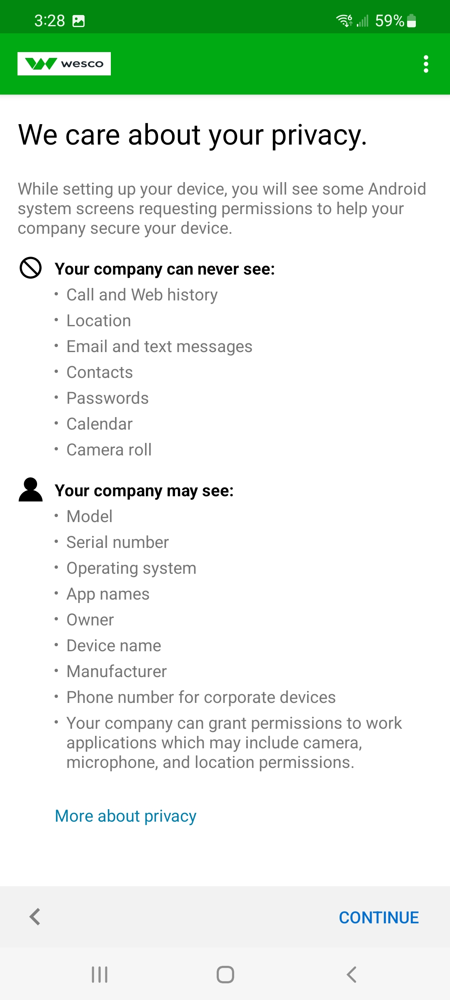 3:28
59%
wesco
We care about your privacy.
While setting up your device, you will see some Android
system screens requesting permissions to help your
company secure your device.
Your company can never see:
• Call and Web history
• Location
• Email and text messages
• Contacts
• Passwords
• Calendar
• Camera roll
Your company may see:
• Model
• Serial number
• Operating system
• App names
• Owner
• Device name
• Manufacturer
• Phone number for corporate devices
• Your company can grant permissions to work
applications which may include camera,
microphone, and location permissions.
More about privacy
CONTINUE